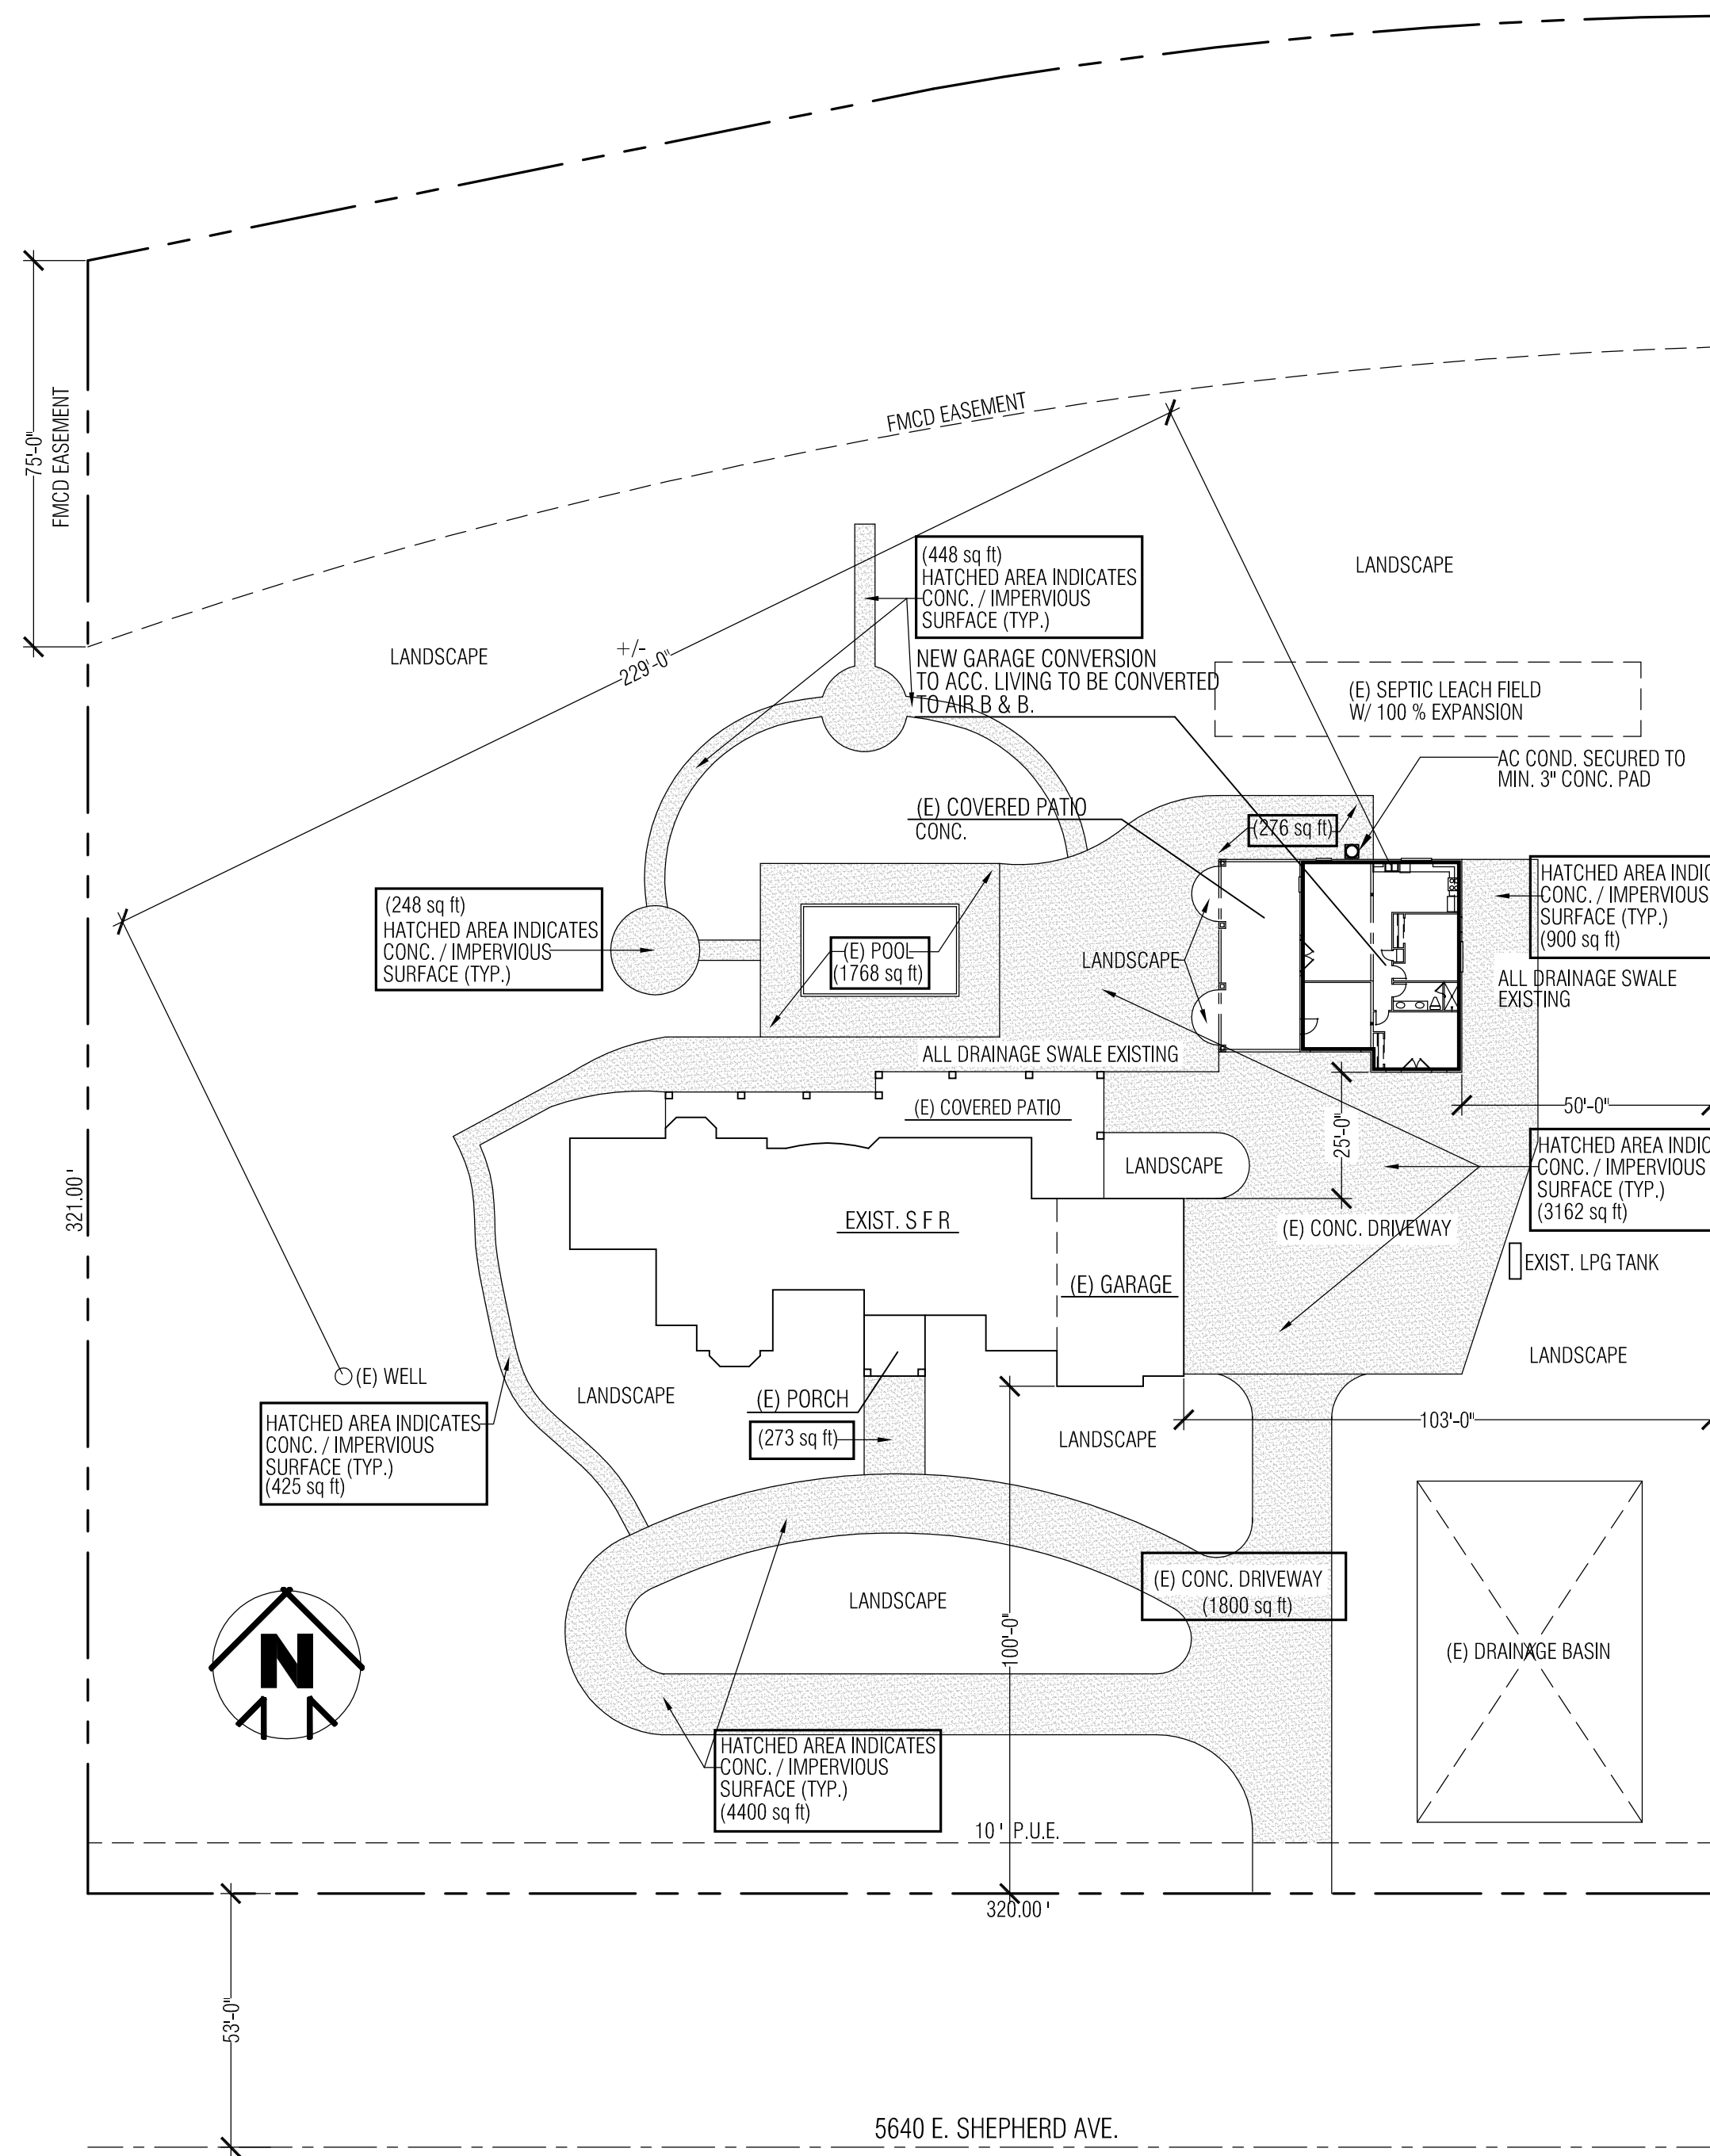 75'-0"
FMCD EASEMENT
FMCD EASEMENT
(448 sq ft)
HATCHED AREA INDICATES
CONC. / IMPERVIOUS
SURFACE (TYP.)
LANDSCAPE
LANDSCAPE
+/-
229'-0"
NEW GARAGE CONVERSION
TO ACC. LIVING TO BE CONVERTED
TO AIR B & B.
(E) SEPTIC LEACH FIELD
W/ 100 % EXPANSION
AC COND. SECURED TO
MIN. 3" CONC. PAD
(E) COVERED PATIO
CONC.
(276 sq ft)
HATCHED AREA INDIC
CONC. / IMPERVIOUS
SURFACE (TYP.)
(900 sq ft)
(248 sq ft)
HATCHED AREA INDICATES
CONC. / IMPERVIOUS
SURFACE (TYP.)
(E) POOL
(1768 sq ft)
LANDSCAPE
ALL DRAINAGE SWALE
EXISTING
ALL DRAINAGE SWALE EXISTING
(E) COVERED PATIO
50'-0"
25'-0"
HATCHED AREA INDIC
CONC. / IMPERVIOUS
SURFACE (TYP.)
(3162 sq ft)
LANDSCAPE
321.00'
EXIST. S F R
(E) CONC. DRIVEWAY
EXIST. LPG TANK
(E) GARAGE
LANDSCAPE
(E) WELL
LANDSCAPE
(E) PORCH
(273 sq ft)
LANDSCAPE
103'-0"
HATCHED AREA INDICATES
CONC. / IMPERVIOUS
SURFACE (TYP.)
(425 sq ft)
(E) CONC. DRIVEWAY
(1800 sq ft)
LANDSCAPE
100'-0"
N
(E) DRAINAGE BASIN
HATCHED AREA INDICATES
CONC. / IMPERVIOUS
SURFACE (TYP.)
(4400 sq ft)
10' P.U.E.
320.00'
53'-0"
5640 E. SHEPHERD AVE.